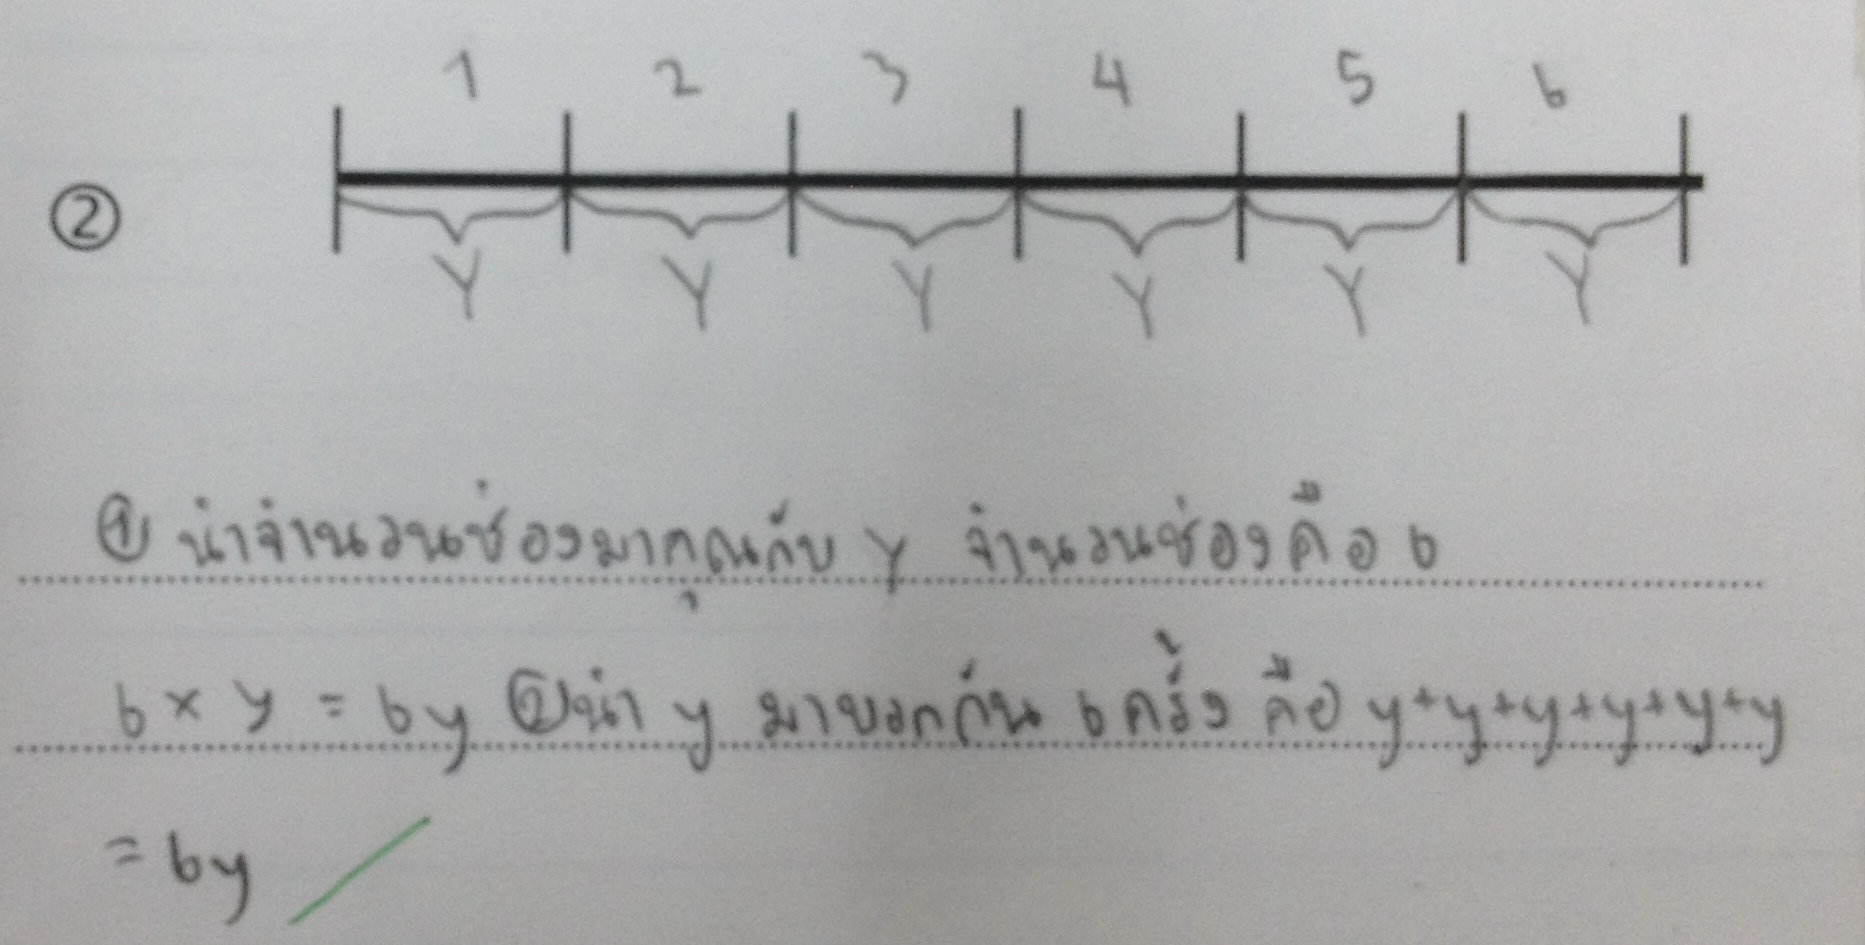 1 2 3 4 5 6
②
Y Y Y Y Y Y
① นำจำนวนช่องมาคูณกับ y จำนวนช่องคือ 6
6 × y = 6y ②นำ y มาบวกกัน 6 ครั้ง คือ y+y+y+y+y+y
= 6y